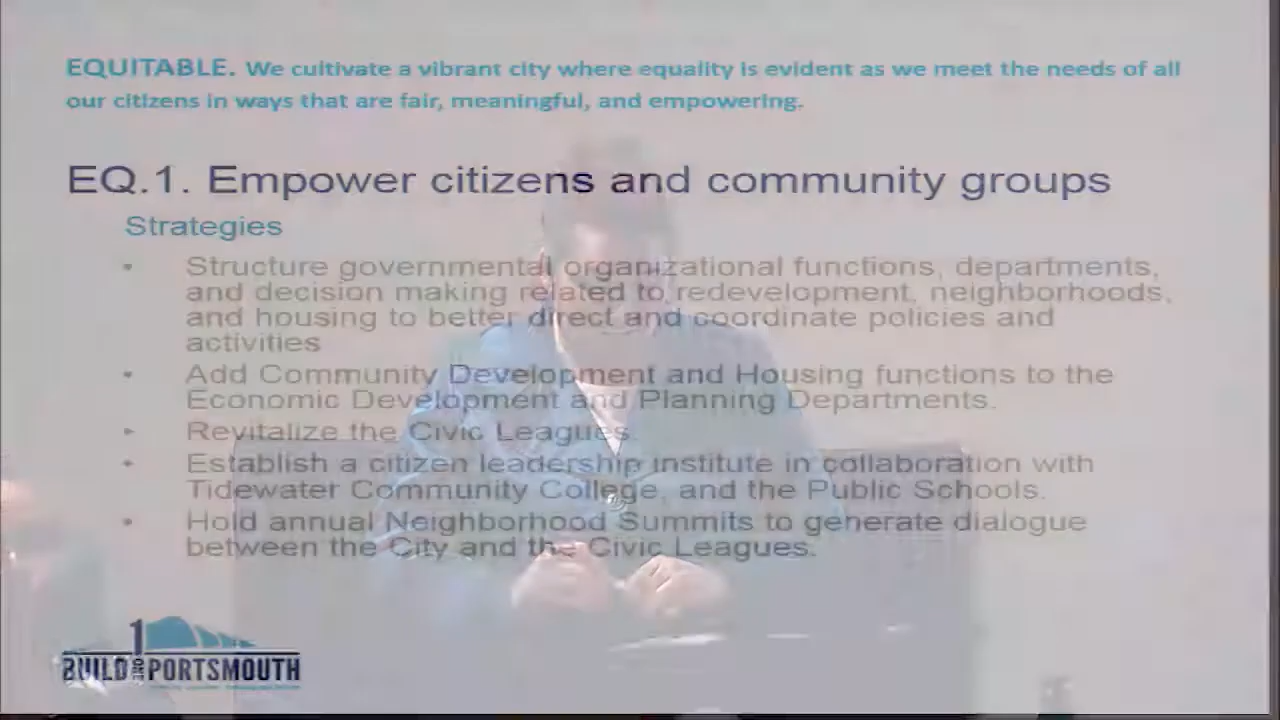 EQUITABLE. We cultivate a vibrant city where equality is evident as we meet the needs of all
our citizens in ways that are fair, meaningful, and empowering.
EQ.1. Empower citizens and community groups
Strategies
• Structure governmental organizational functions, departments,
and decision making related to redevelopment, neighborhoods,
and housing to better direct and coordinate policies and
activities
• Add Community Development and Housing functions to the
Economic Development and Planning Departments.
• Revitalize the Civic Leagues.
• Establish a citizen leadership institute in collaboration with
Tidewater Community College, and the Public Schools.
• Hold annual Neighborhood Summits to generate dialogue
between the City and the Civic Leagues.
BUILD 1 PORTSMOUTH